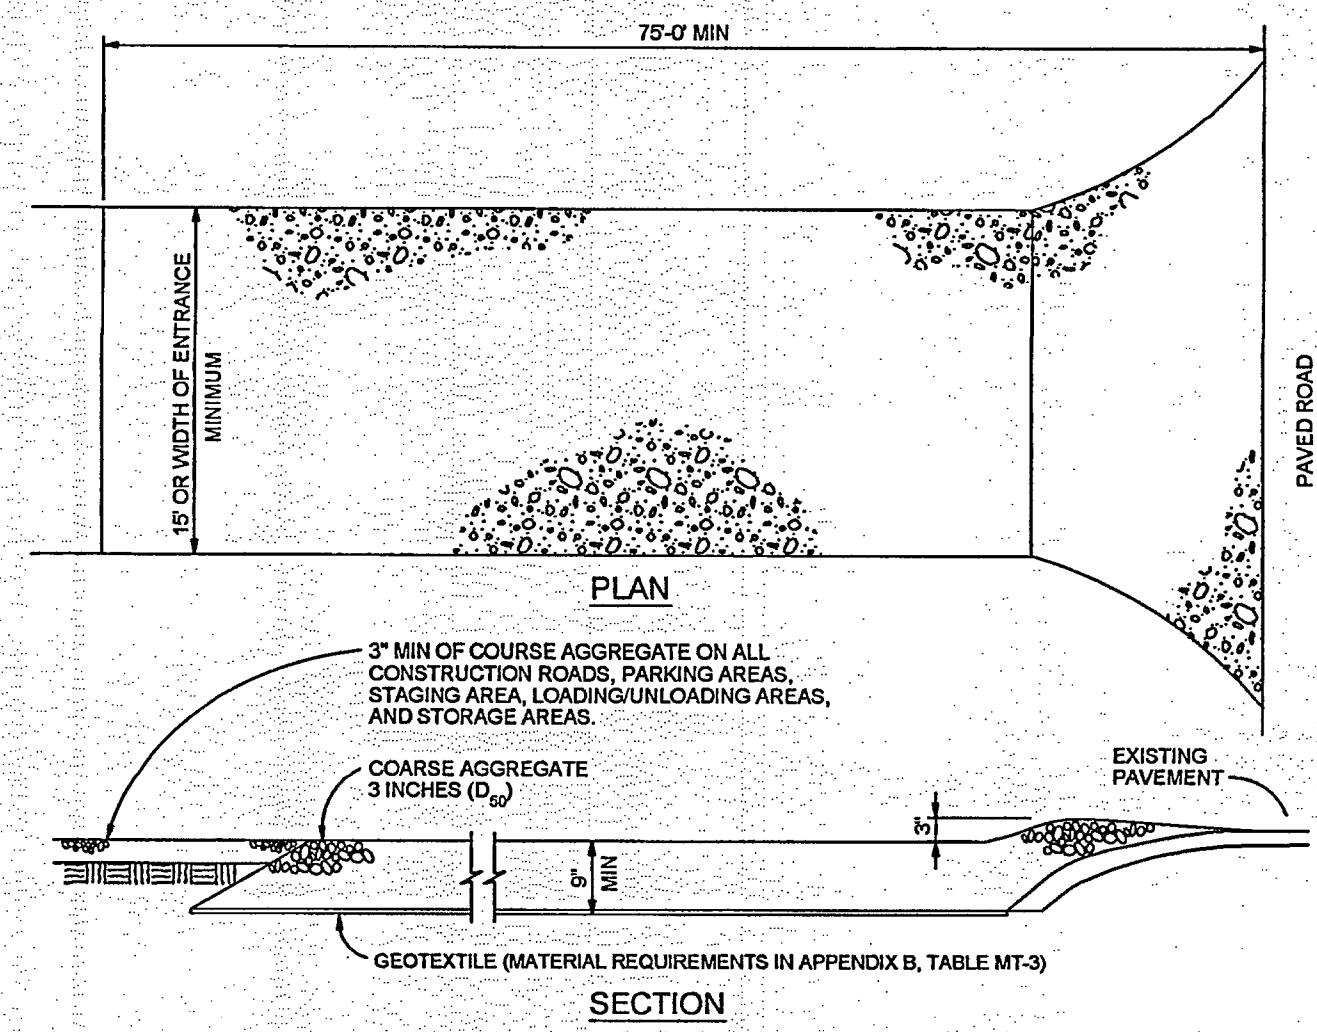 75'-0' MIN
15' OR WIDTH OF ENTRANCE
MINIMUM
PAVED ROAD
PLAN
3" MIN OF COURSE AGGREGATE ON ALL
CONSTRUCTION ROADS, PARKING AREAS,
STAGING AREA, LOADING/UNLOADING AREAS,
AND STORAGE AREAS.
COARSE AGGREGATE
3 INCHES (D50)
EXISTING
PAVEMENT
3"
9"
MIN
GEOTEXTILE (MATERIAL REQUIREMENTS IN APPENDIX B, TABLE MT-3)
SECTION